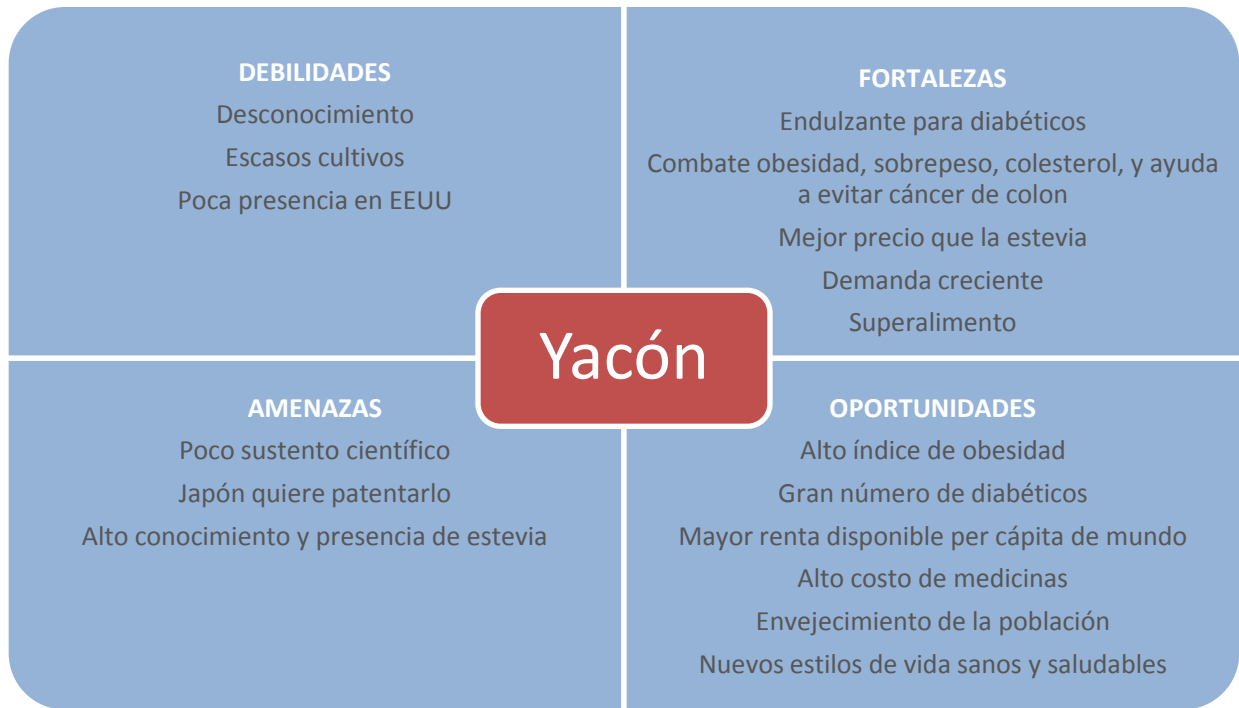 DEBILIDADES
Desconocimiento
Escasos cultivos
Poca presencia en EEUU
FORTALEZAS
Endulzante para diabéticos
Combate obesidad, sobrepeso, colesterol, y ayuda
a evitar cáncer de colon
Mejor precio que la estevia
Demanda creciente
Superalimento
Yacón
AMENAZAS
Poco sustento científico
Japón quiere patentarlo
Alto conocimiento y presencia de estevia
OPORTUNIDADES
Alto índice de obesidad
Gran número de diabéticos
Mayor renta disponible per cápita de mundo
Alto costo de medicinas
Envejecimiento de la población
Nuevos estilos de vida sanos y saludables